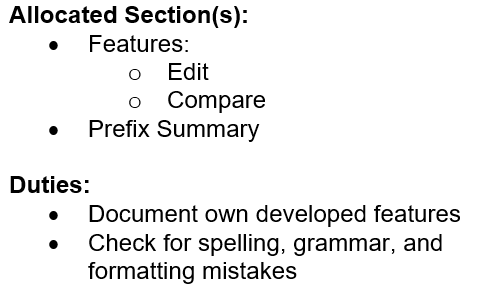 Allocated Section(s):
• Features:
o Edit
o Compare
• Prefix Summary
Duties:
• Document own developed features
• Check for spelling, grammar, and
formatting mistakes